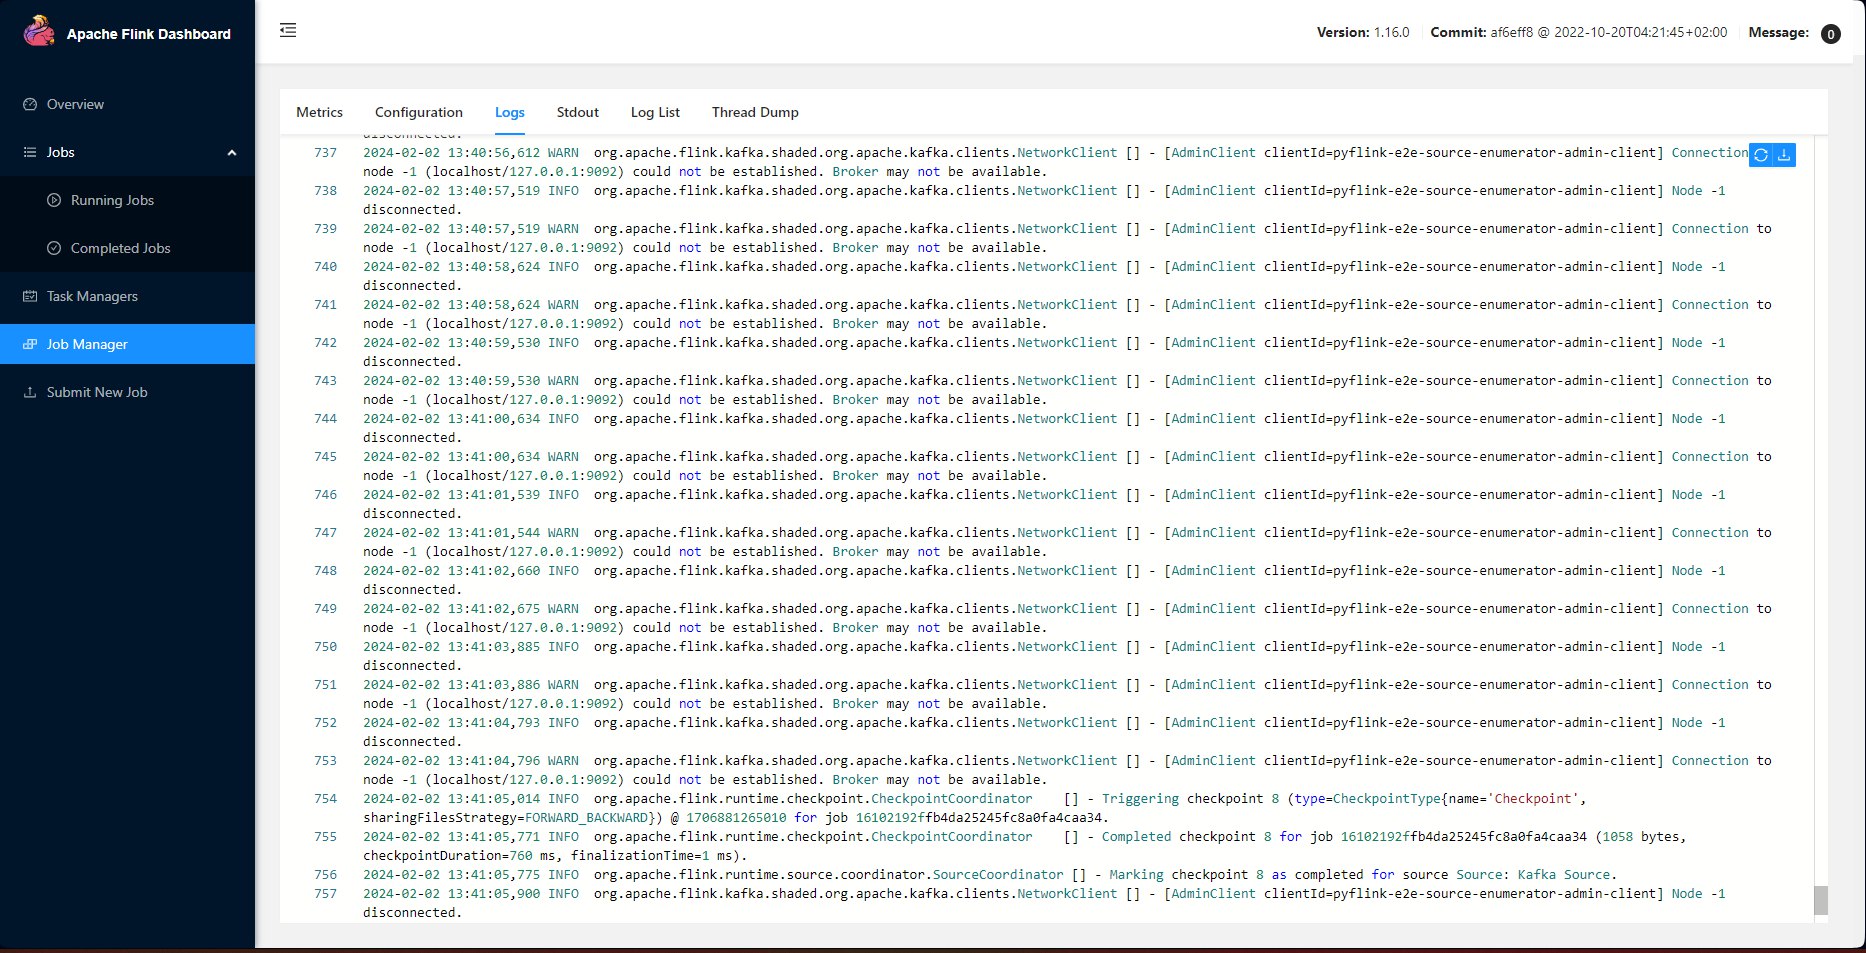 Apache Flink Dashboard
Version: 1.16.0 Commit: af6eff8 @ 2022-10-20T04:21:45+02:00 Message: 0
Overview
Jobs
Running Jobs
Completed Jobs
Task Managers
Job Manager
Submit New Job
Metrics Configuration Logs Stdout Log List Thread Dump
disconnected.
737 2024-02-02 13:40:56,612 WARN org.apache.flink.kafka.shaded.org.apache.kafka.clients.NetworkClient [] - [AdminClient clientId=pyflink-e2e-source-enumerator-admin-client] Connection
node -1 (localhost/127.0.0.1:9092) could not be established. Broker may not be available.
738 2024-02-02 13:40:57,519 INFO org.apache.flink.kafka.shaded.org.apache.kafka.clients.NetworkClient [] - [AdminClient clientId=pyflink-e2e-source-enumerator-admin-client] Node -1
disconnected.
739 2024-02-02 13:40:57,519 WARN org.apache.flink.kafka.shaded.org.apache.kafka.clients.NetworkClient [] - [AdminClient clientId=pyflink-e2e-source-enumerator-admin-client] Connection to
node -1 (localhost/127.0.0.1:9092) could not be established. Broker may not be available.
740 2024-02-02 13:40:58,624 INFO org.apache.flink.kafka.shaded.org.apache.kafka.clients.NetworkClient [] - [AdminClient clientId=pyflink-e2e-source-enumerator-admin-client] Node -1
disconnected.
741 2024-02-02 13:40:58,624 WARN org.apache.flink.kafka.shaded.org.apache.kafka.clients.NetworkClient [] - [AdminClient clientId=pyflink-e2e-source-enumerator-admin-client] Connection to
node -1 (localhost/127.0.0.1:9092) could not be established. Broker may not be available.
742 2024-02-02 13:40:59,530 INFO org.apache.flink.kafka.shaded.org.apache.kafka.clients.NetworkClient [] - [AdminClient clientId=pyflink-e2e-source-enumerator-admin-client] Node -1
disconnected.
743 2024-02-02 13:40:59,530 WARN org.apache.flink.kafka.shaded.org.apache.kafka.clients.NetworkClient [] - [AdminClient clientId=pyflink-e2e-source-enumerator-admin-client] Connection to
node -1 (localhost/127.0.0.1:9092) could not be established. Broker may not be available.
744 2024-02-02 13:41:00,634 INFO org.apache.flink.kafka.shaded.org.apache.kafka.clients.NetworkClient [] - [AdminClient clientId=pyflink-e2e-source-enumerator-admin-client] Node -1
disconnected.
745 2024-02-02 13:41:00,634 WARN org.apache.flink.kafka.shaded.org.apache.kafka.clients.NetworkClient [] - [AdminClient clientId=pyflink-e2e-source-enumerator-admin-client] Connection to
node -1 (localhost/127.0.0.1:9092) could not be established. Broker may not be available.
746 2024-02-02 13:41:01,539 INFO org.apache.flink.kafka.shaded.org.apache.kafka.clients.NetworkClient [] - [AdminClient clientId=pyflink-e2e-source-enumerator-admin-client] Node -1
disconnected.
747 2024-02-02 13:41:01,544 WARN org.apache.flink.kafka.shaded.org.apache.kafka.clients.NetworkClient [] - [AdminClient clientId=pyflink-e2e-source-enumerator-admin-client] Connection to
node -1 (localhost/127.0.0.1:9092) could not be established. Broker may not be available.
748 2024-02-02 13:41:02,660 INFO org.apache.flink.kafka.shaded.org.apache.kafka.clients.NetworkClient [] - [AdminClient clientId=pyflink-e2e-source-enumerator-admin-client] Node -1
disconnected.
749 2024-02-02 13:41:02,675 WARN org.apache.flink.kafka.shaded.org.apache.kafka.clients.NetworkClient [] - [AdminClient clientId=pyflink-e2e-source-enumerator-admin-client] Connection to
node -1 (localhost/127.0.0.1:9092) could not be established. Broker may not be available.
750 2024-02-02 13:41:03,885 INFO org.apache.flink.kafka.shaded.org.apache.kafka.clients.NetworkClient [] - [AdminClient clientId=pyflink-e2e-source-enumerator-admin-client] Node -1
disconnected.
751 2024-02-02 13:41:03,886 WARN org.apache.flink.kafka.shaded.org.apache.kafka.clients.NetworkClient [] - [AdminClient clientId=pyflink-e2e-source-enumerator-admin-client] Connection to
node -1 (localhost/127.0.0.1:9092) could not be established. Broker may not be available.
752 2024-02-02 13:41:04,793 INFO org.apache.flink.kafka.shaded.org.apache.kafka.clients.NetworkClient [] - [AdminClient clientId=pyflink-e2e-source-enumerator-admin-client] Node -1
disconnected.
753 2024-02-02 13:41:04,796 WARN org.apache.flink.kafka.shaded.org.apache.kafka.clients.NetworkClient [] - [AdminClient clientId=pyflink-e2e-source-enumerator-admin-client] Connection to
node -1 (localhost/127.0.0.1:9092) could not be established. Broker may not be available.
754 2024-02-02 13:41:05,014 INFO org.apache.flink.runtime.checkpoint.CheckpointCoordinator [] - Triggering checkpoint 8 (type=CheckpointType{name='Checkpoint',
sharingFilesStrategy=FORWARD_BACKWARD}) @ 1706881265010 for job 16102192ffb4da25245fc8a0fa4caa34.
755 2024-02-02 13:41:05,771 INFO org.apache.flink.runtime.checkpoint.CheckpointCoordinator [] - Completed checkpoint 8 for job 16102192ffb4da25245fc8a0fa4caa34 (1058 bytes,
checkpointDuration=760 ms, finalizationTime=1 ms).
756 2024-02-02 13:41:05,775 INFO org.apache.flink.runtime.source.coordinator.SourceCoordinator [] - Marking checkpoint 8 as completed for source Source: Kafka Source.
757 2024-02-02 13:41:05,900 INFO org.apache.flink.kafka.shaded.org.apache.kafka.clients.NetworkClient [] - [AdminClient clientId=pyflink-e2e-source-enumerator-admin-client] Node -1
disconnected.